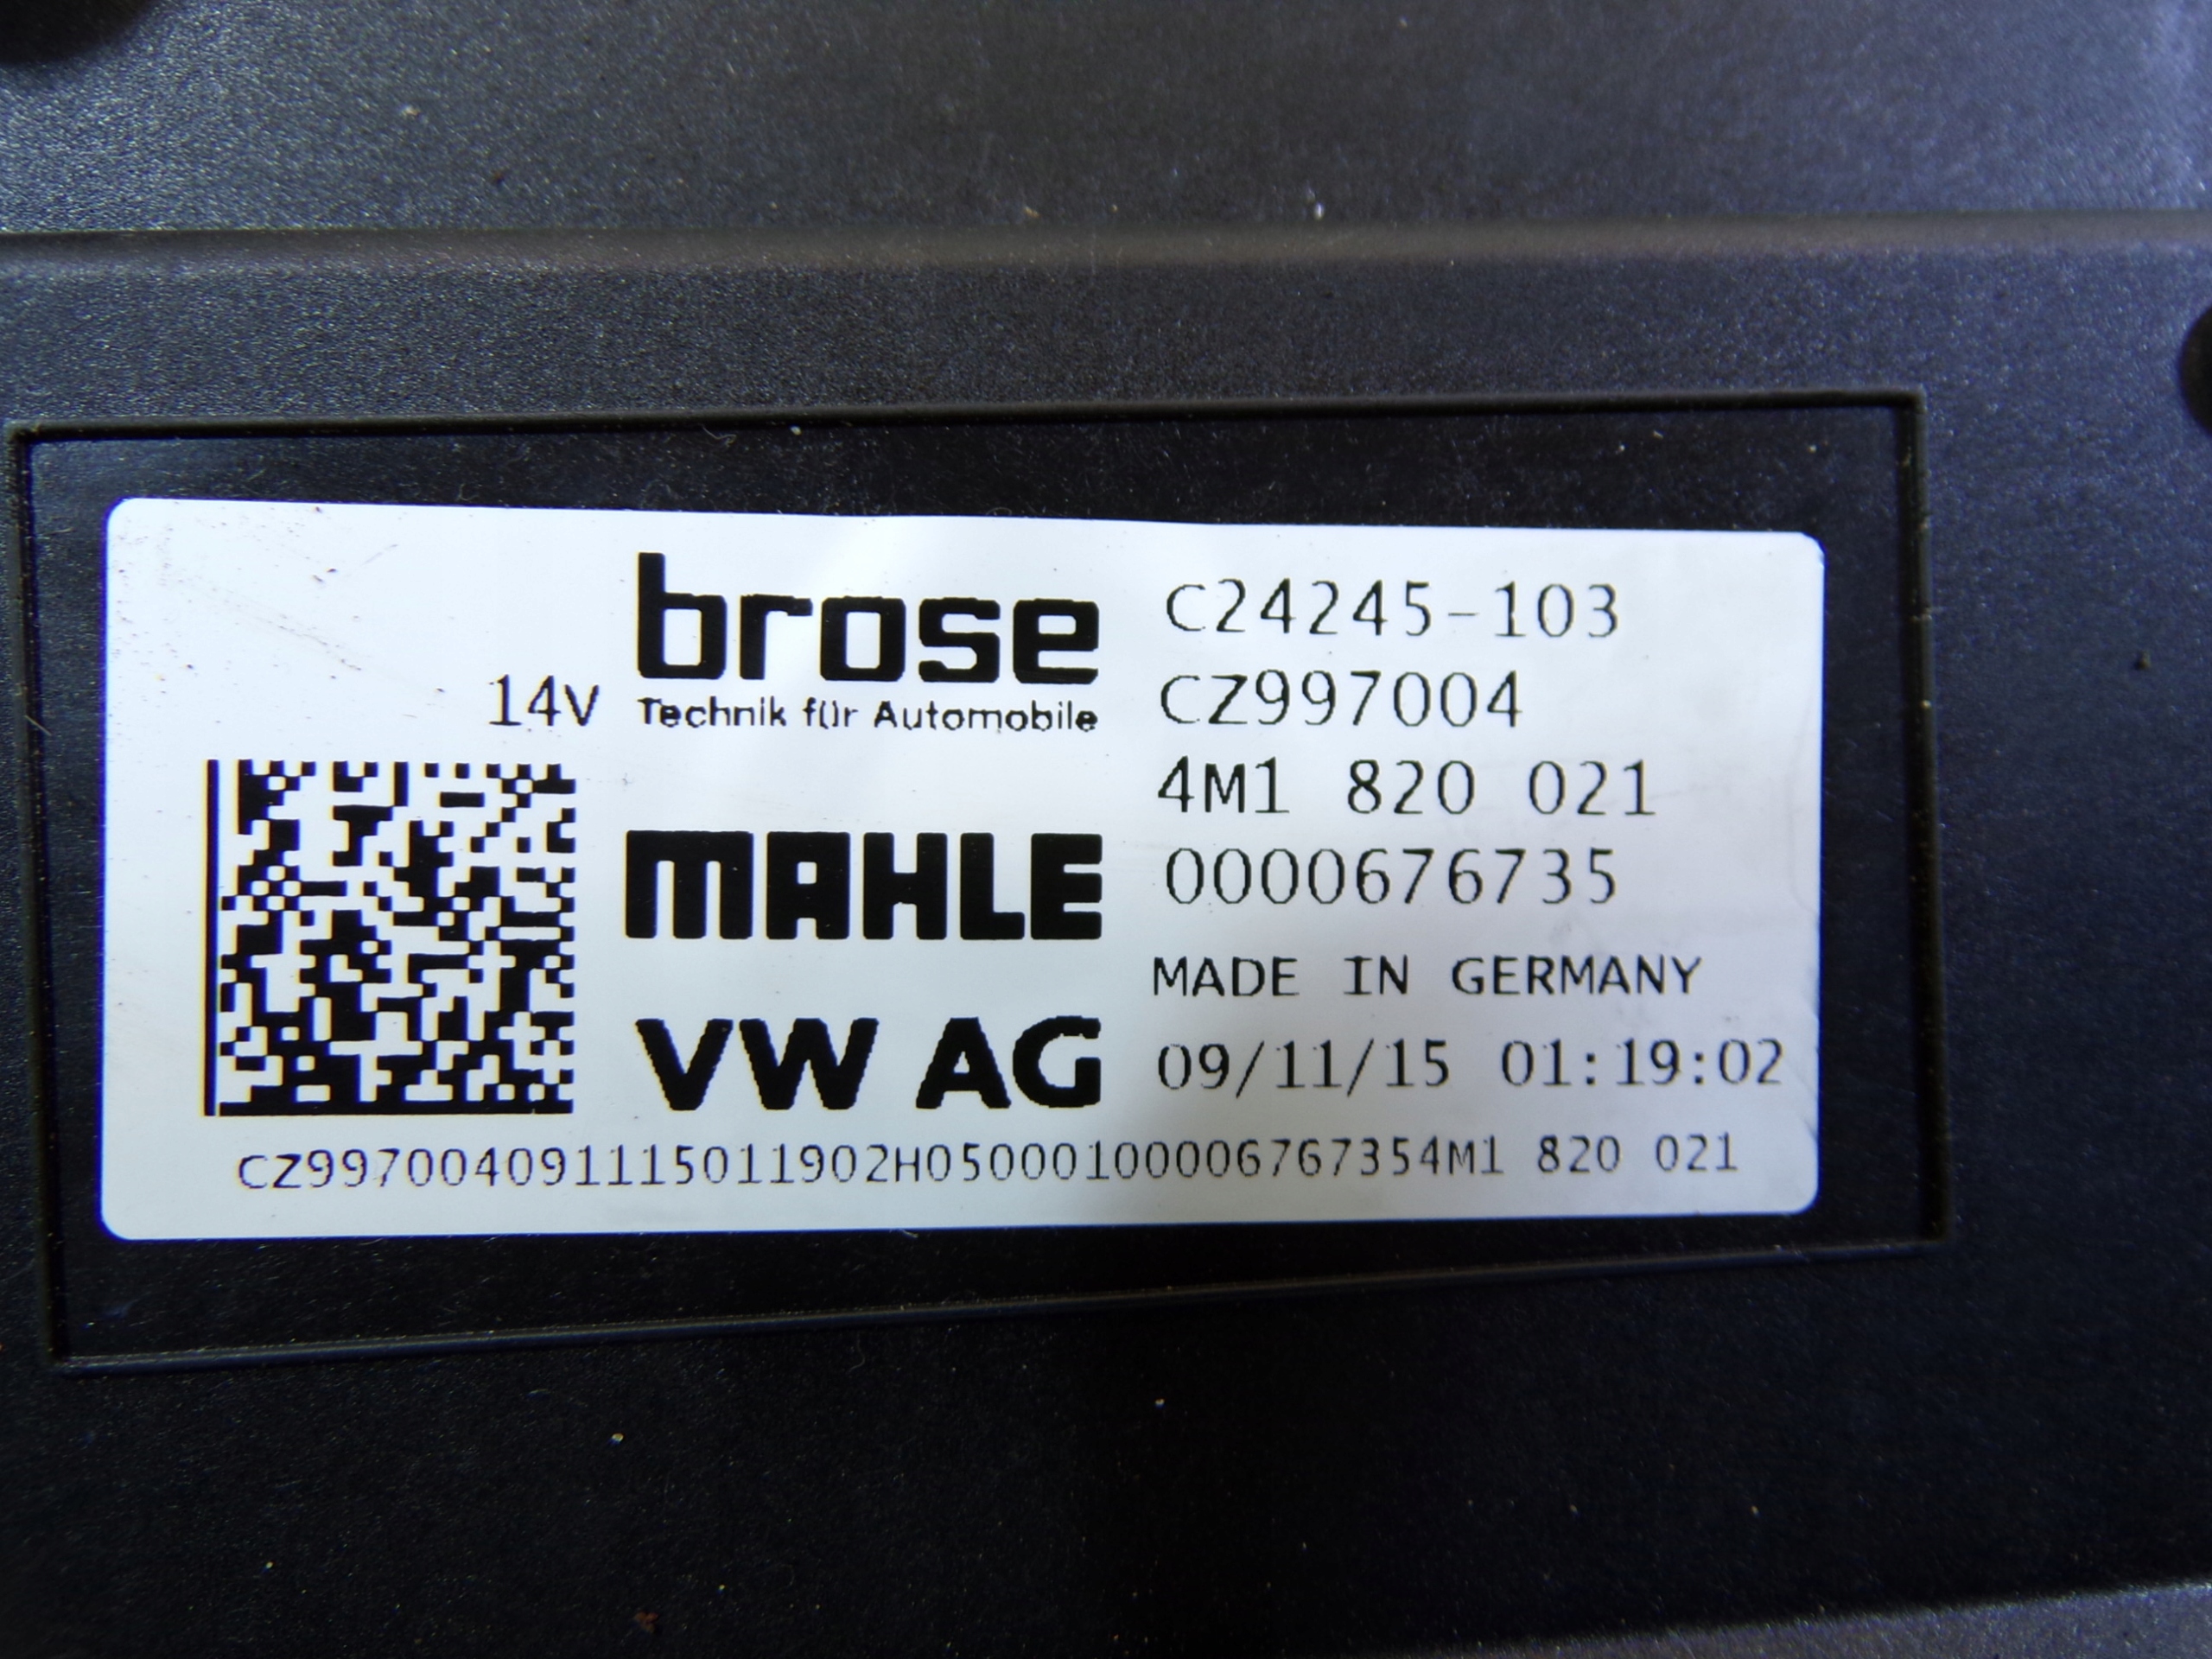 brose C24245-103
14V Technik für Automobile CZ997004
4M1 820 021
MAHLE 0000676735
MADE IN GERMANY
VW AG 09/11/15 01:19:02
CZ997004091115011902H05000100006767354M1 820 021